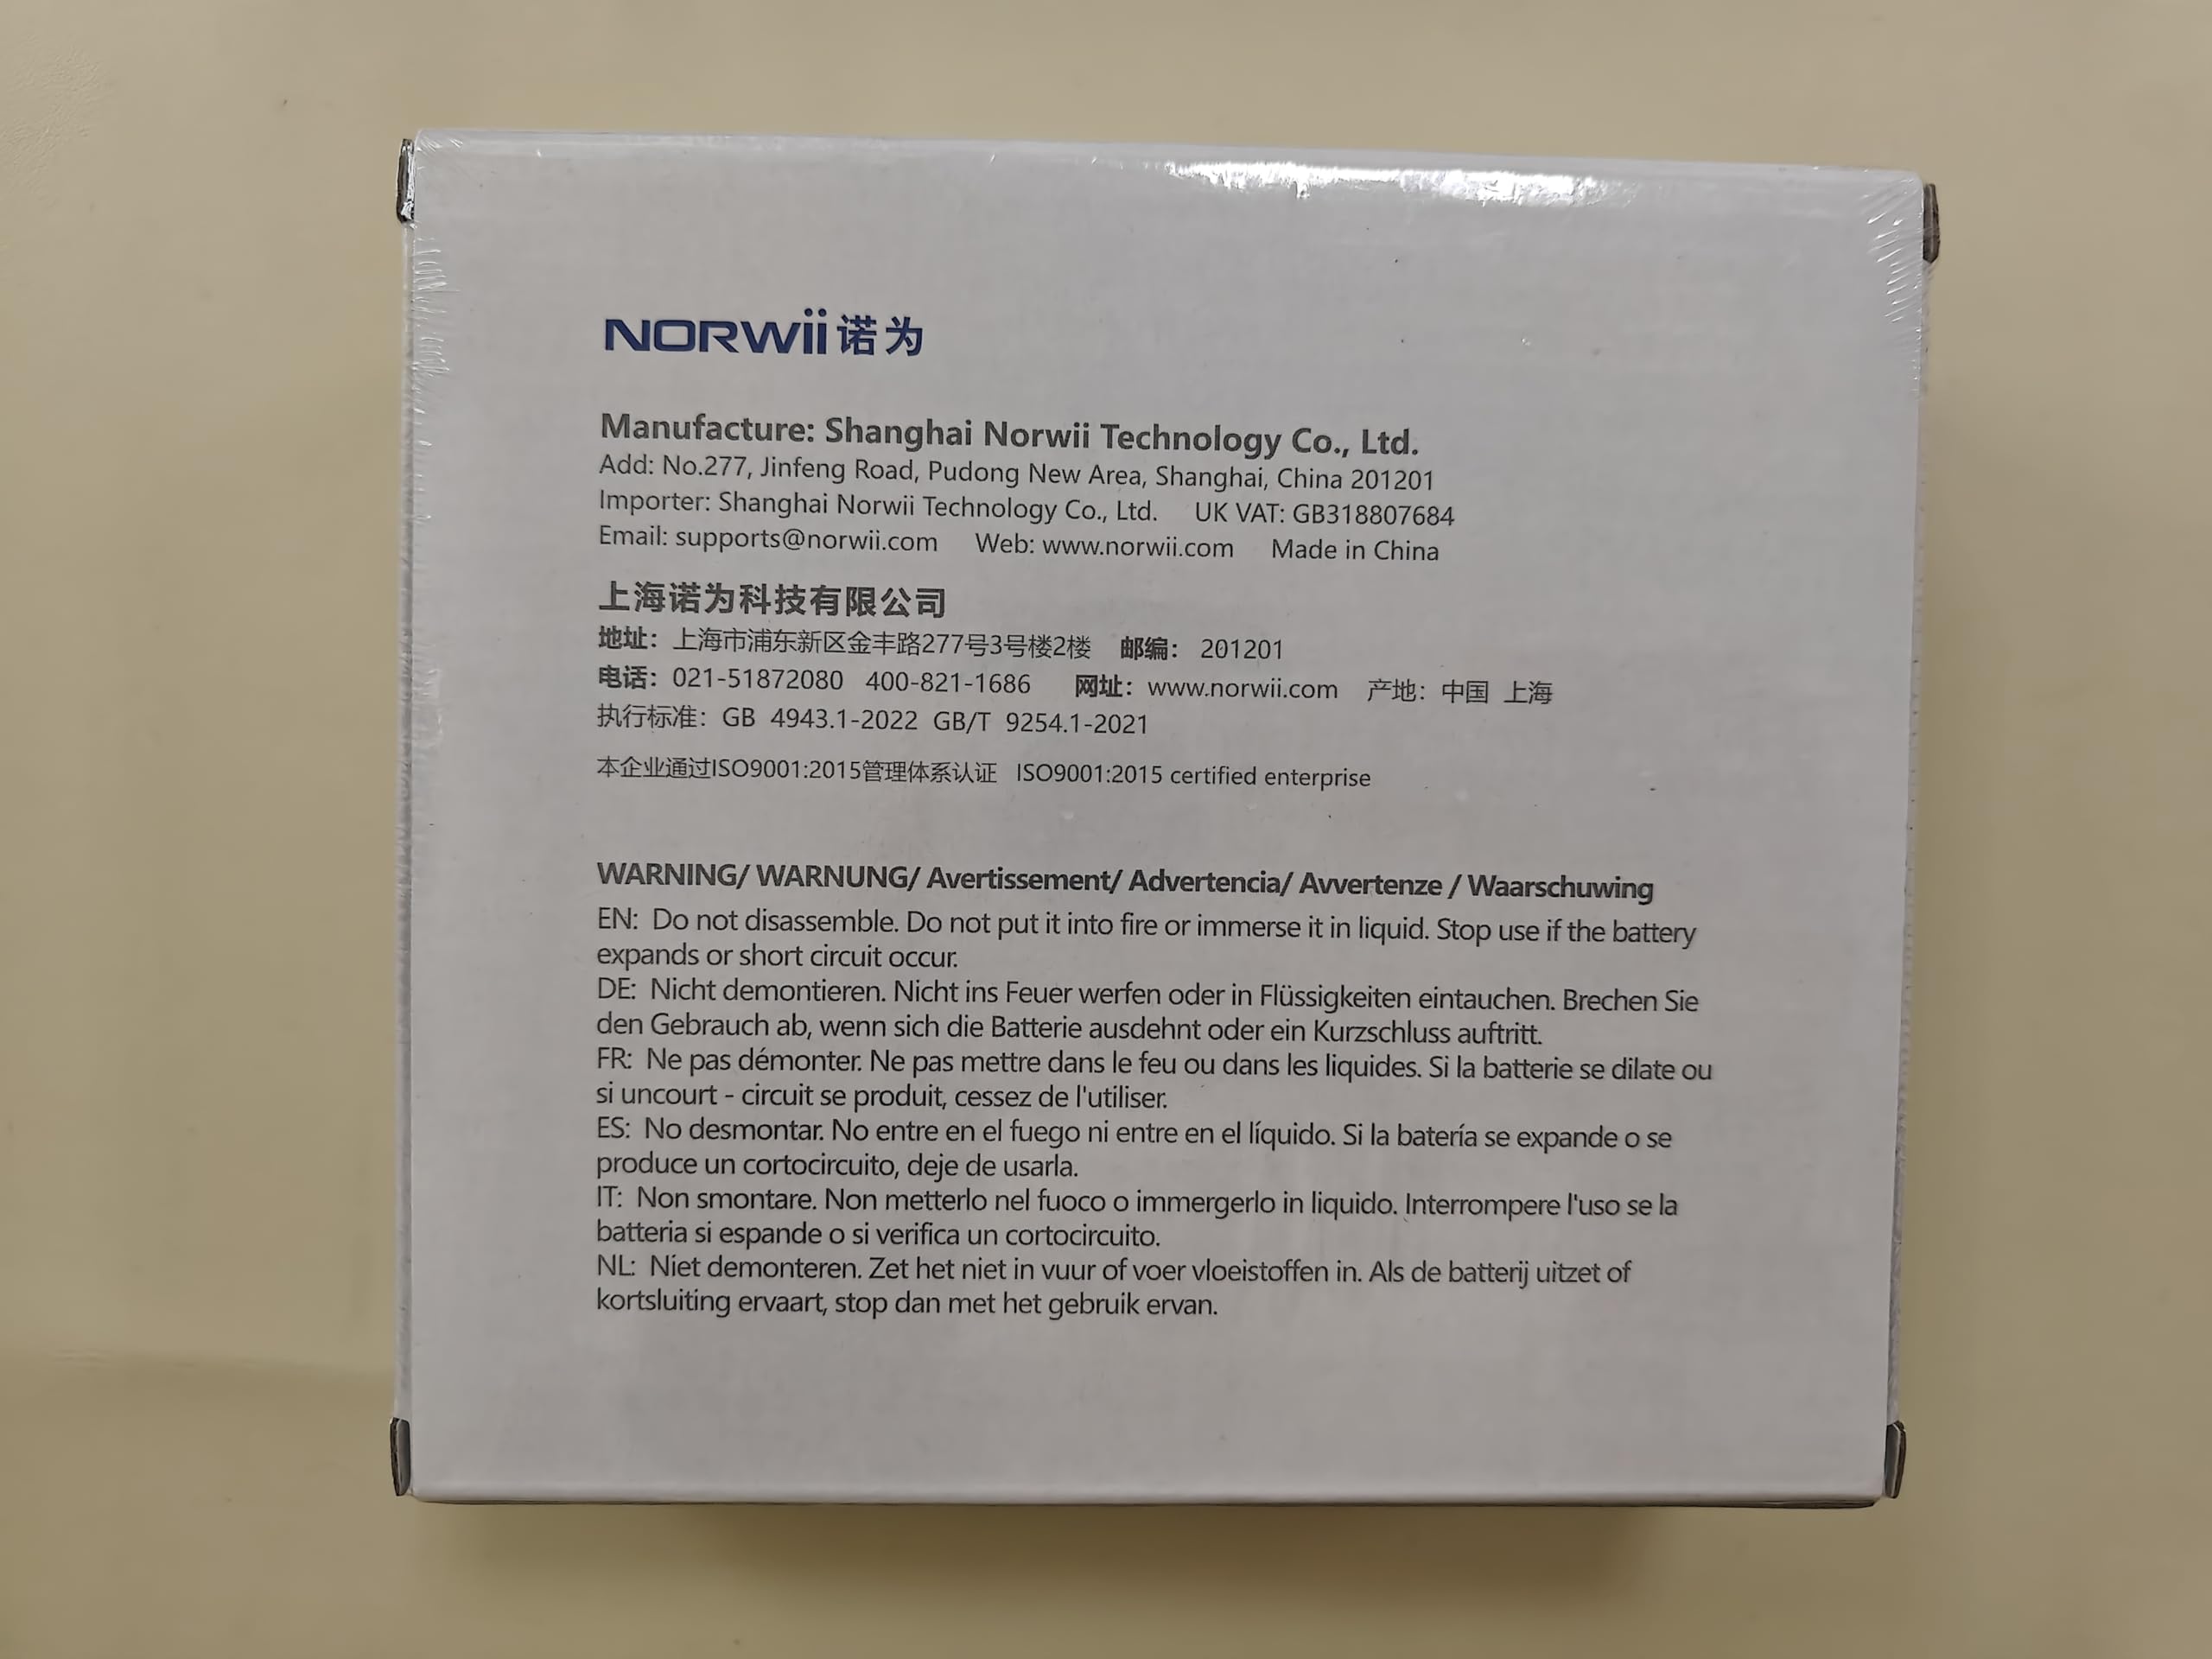 NORWii诺为
Manufacture: Shanghai Norwii Technology Co., Ltd.
Add: No.277, Jinfeng Road, Pudong New Area, Shanghai, China 201201
Importer: Shanghai Norwii Technology Co., Ltd. UK VAT: GB318807684
Email: supports@norwii.com Web: www.norwii.com Made in China
上海诺为科技有限公司
地址：上海市浦东新区金丰路277号3号楼2楼 邮编：201201
电话：021-51872080 400-821-1686 网址：www.norwii.com 产地：中国 上海
执行标准：GB 4943.1-2022 GB/T 9254.1-2021
本企业通过ISO9001:2015管理体系认证 ISO9001:2015 certified enterprise
WARNING/ WARNUNG/ Avertissement/ Advertencia/ Avvertenze / Waarschuwing
EN: Do not disassemble. Do not put it into fire or immerse it in liquid. Stop use if the battery
expands or short circuit occur.
DE: Nicht demontieren. Nicht ins Feuer werfen oder in Flüssigkeiten eintauchen. Brechen Sie
den Gebrauch ab, wenn sich die Batterie ausdehnt oder ein Kurzschluss auftritt.
FR: Ne pas démonter. Ne pas mettre dans le feu ou dans les liquides. Si la batterie se dilate ou
si uncourt - circuit se produit, cessez de l'utiliser.
ES: No desmontar. No entre en el fuego ni entre en el líquido. Si la batería se expande o se
produce un cortocircuito, deje de usarla.
IT: Non smontare. Non metterlo nel fuoco o immergerlo in liquido. Interrompere l'uso se la
batteria si espande o si verifica un cortocircuito.
NL: Níet demonteren. Zet het niet in vuur of voer vloeistoffen in. Als de batterij uitzet of
kortsluiting ervaart, stop dan met het gebruik ervan.